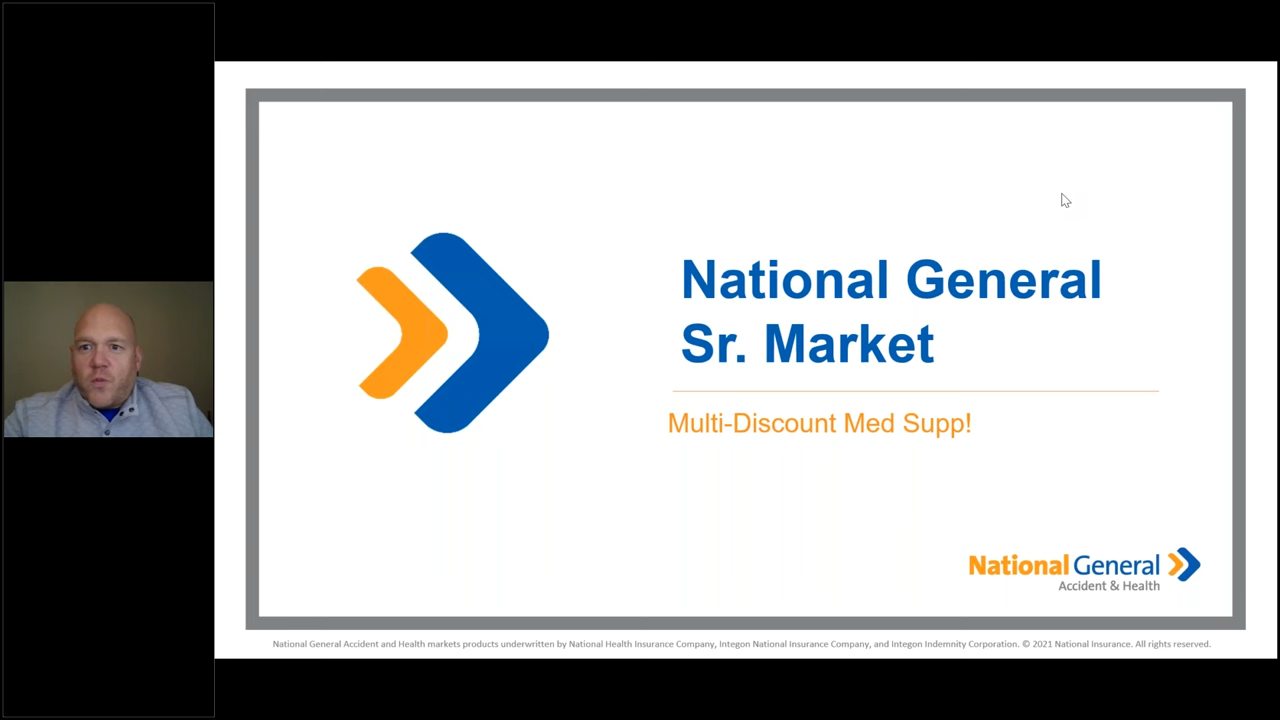 National General
Sr. Market
Multi-Discount Med Supp!
National General
Accident & Health
National General Accident and Health markets products underwritten by National Health Insurance Company, Integon National Insurance Company, and Integon Indemnity Corporation. © 2021 National Insurance. All rights reserved.